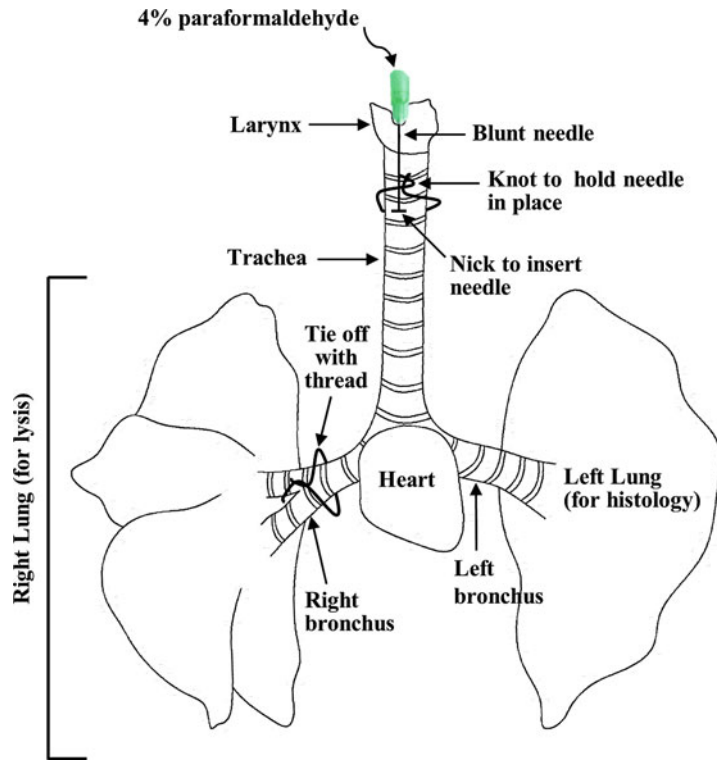 4% paraformaldehyde
Larynx
Blunt needle
Knot to hold needle
in place
Trachea
Nick to insert
needle
Tie off
with
thread
Right Lung (for lysis)
Heart
Left Lung
(for histology)
Left
bronchus
Right
bronchus